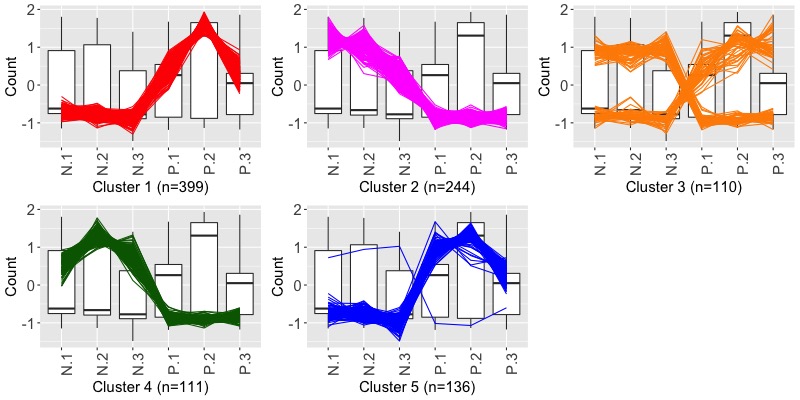 2
1
0
-1
Count
N.1
N.2
N.3
P.1
P.2
P.3
Cluster 1 (n=399)
2
1
0
-1
Count
N.1
N.2
N.3
P.1
P.2
P.3
Cluster 2 (n=244)
2
1
0
-1
Count
N.1
N.2
N.3
P.1
P.2
P.3
Cluster 3 (n=110)
2
1
0
-1
Count
N.1
N.2
N.3
P.1
P.2
P.3
Cluster 4 (n=111)
2
1
0
-1
Count
N.1
N.2
N.3
P.1
P.2
P.3
Cluster 5 (n=136)